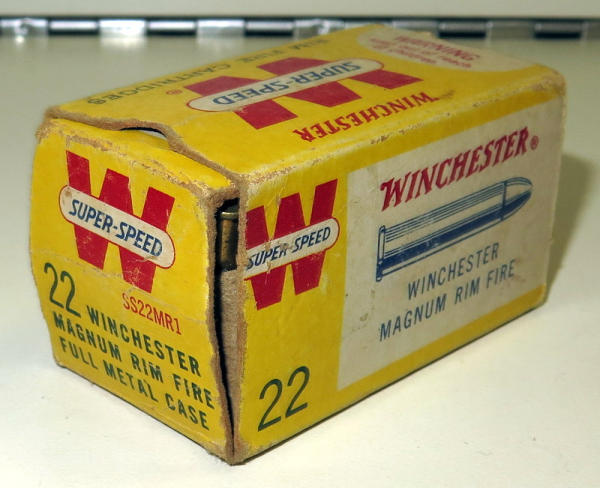 WARNING
RIM FIRE CARTRIDGES
W
SUPER-SPEED
WINCHESTER
W
SUPER-SPEED
SS22MR1
22 WINCHESTER
MAGNUM RIM FIRE
FULL METAL CASE
W
SUPER-SPEED
22
WINCHESTER®
WINCHESTER
MAGNUM RIM FIRE